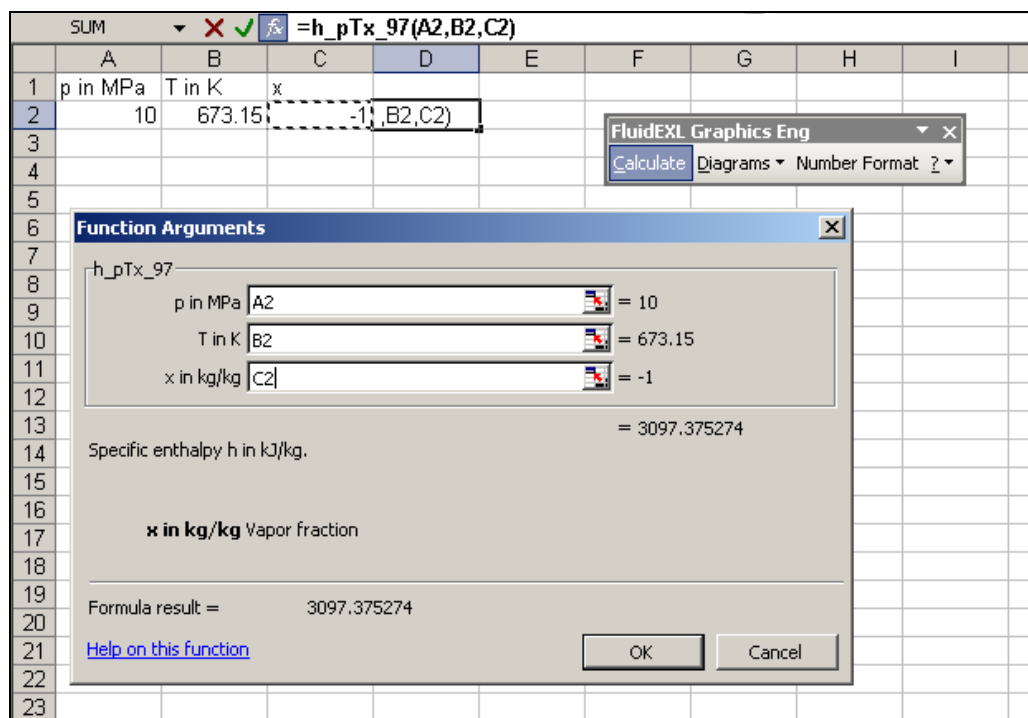 SUM =h_pTx_97(A2,B2,C2)
A B C D E F G H I
1 p in MPa T in K x
2 10 673.15 -1 ,B2,C2)
3
FluidEXL Graphics Eng
4 Calculate Diagrams Number Format ?
5
6 Function Arguments
7 h_pTx_97
8
9 p in MPa A2 = 10
10 T in K B2 = 673.15
11 x in kg/kg C2 = -1
12
13 = 3097.375274
14 Specific enthalpy h in kJ/kg.
15
16
17 x in kg/kg Vapor fraction
18
19
20 Formula result = 3097.375274
21 Help on this function OK Cancel
22
23